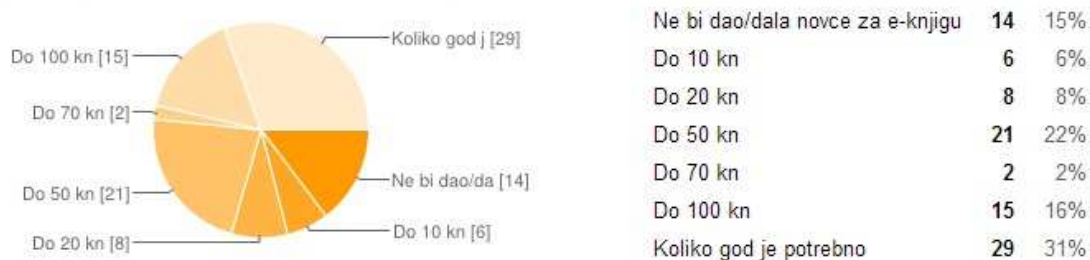 Koliko god j [29]
Do 100 kn [15]
Do 70 kn [2]
Do 50 kn [21]
Ne bi dao/da [14]
Do 10 kn [6]
Do 20 kn [8]
Ne bi dao/dala novce za e-knjigu 14 15%
Do 10 kn 6 6%
Do 20 kn 8 8%
Do 50 kn 21 22%
Do 70 kn 2 2%
Do 100 kn 15 16%
Koliko god je potrebno 29 31%